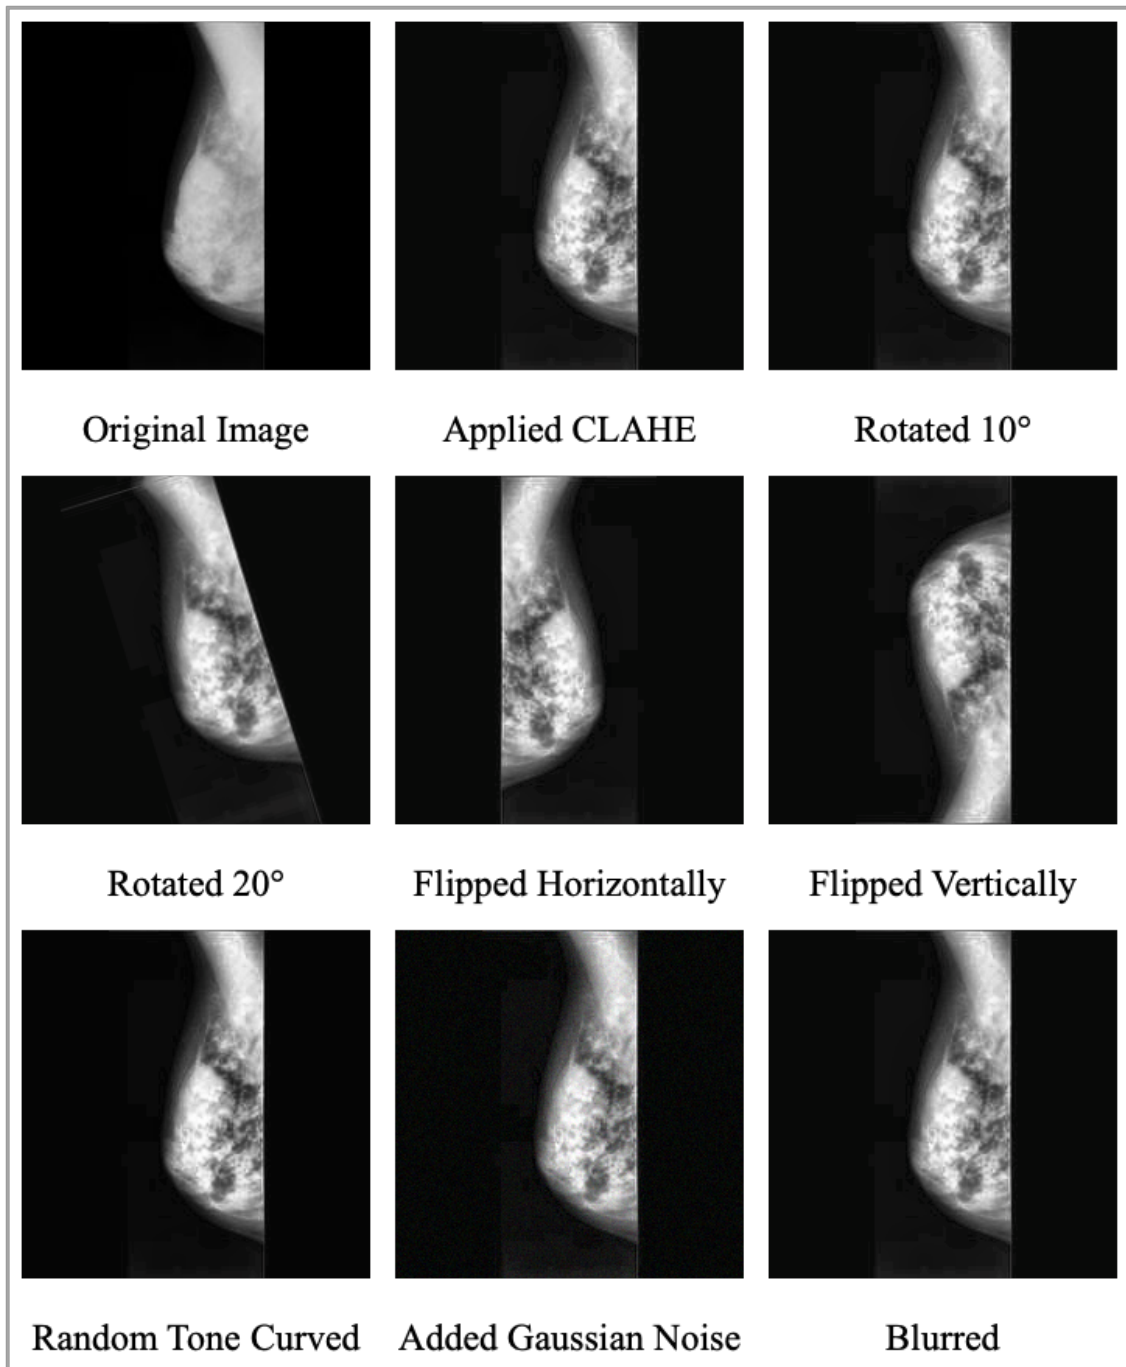 Original Image
Applied CLAHE
Rotated 10°
Rotated 20°
Flipped Horizontally
Flipped Vertically
Random Tone Curved
Added Gaussian Noise
Blurred